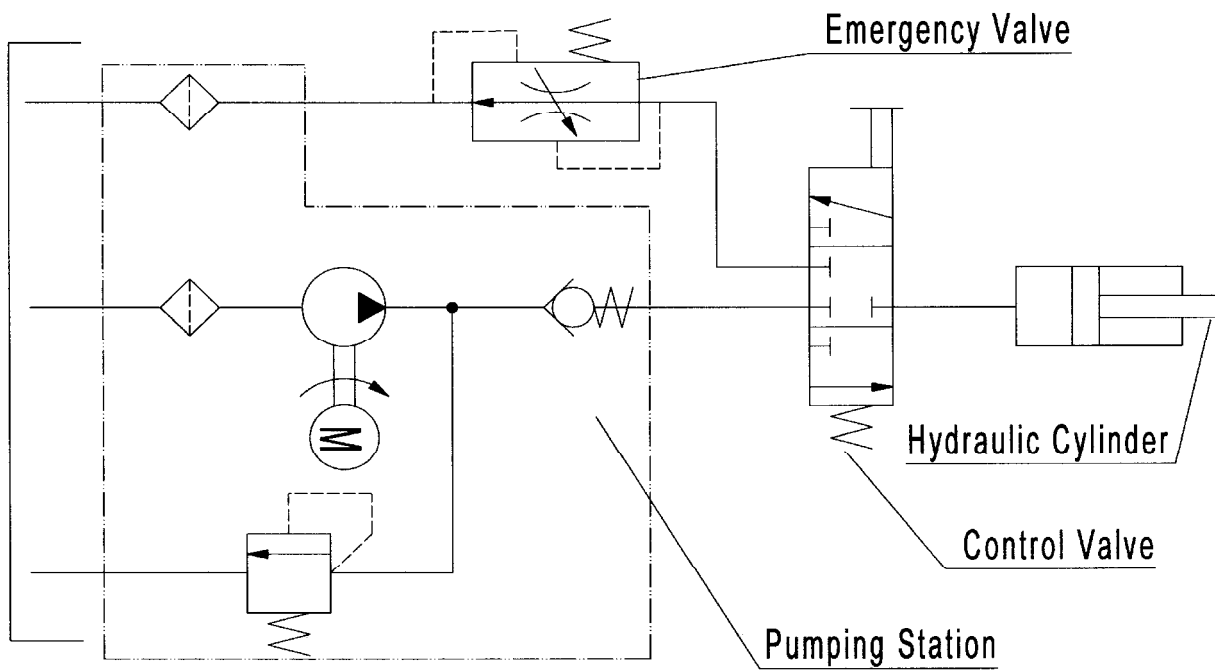 Emergency Valve
M
Hydraulic Cylinder
Control Valve
Pumping Station